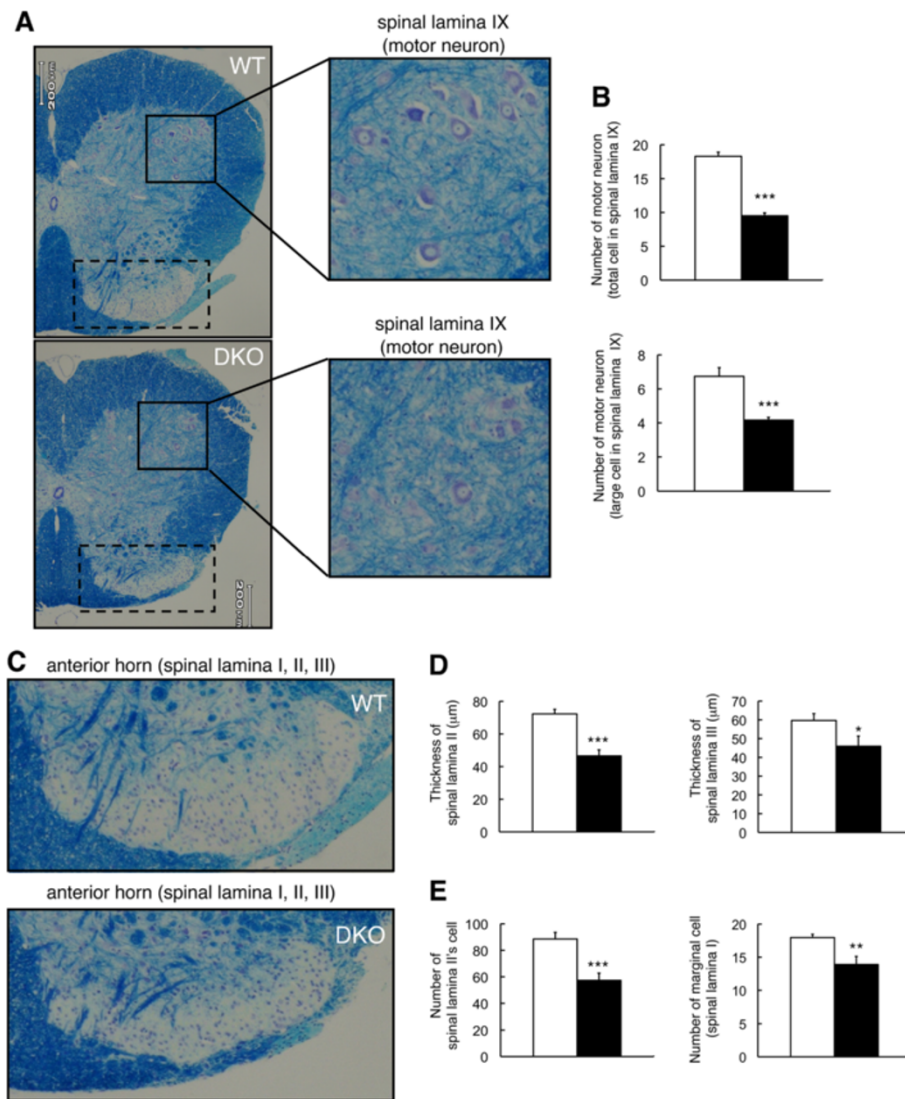 A
WT
200um
spinal lamina IX
(motor neuron)
DKO
spinal lamina IX
(motor neuron)
B
Number of motor neuron
(total cell in spinal lamina IX)
20
15
10
5
0
***
Number of motor neuron
(large cell in spinal lamina IX)
8
6
4
2
0
***
C
anterior horn (spinal lamina I, II, III)
WT
anterior horn (spinal lamina I, II, III)
DKO
D
Thickness of
spinal lamina II (μm)
80
60
40
20
0
***
Thickness of
spinal lamina III (μm)
70
60
50
40
30
20
10
0
*
E
Number of
spinal lamina II's cell
100
80
60
40
20
0
***
Number of marginal cell
(spinal lamina I)
20
15
10
5
0
**